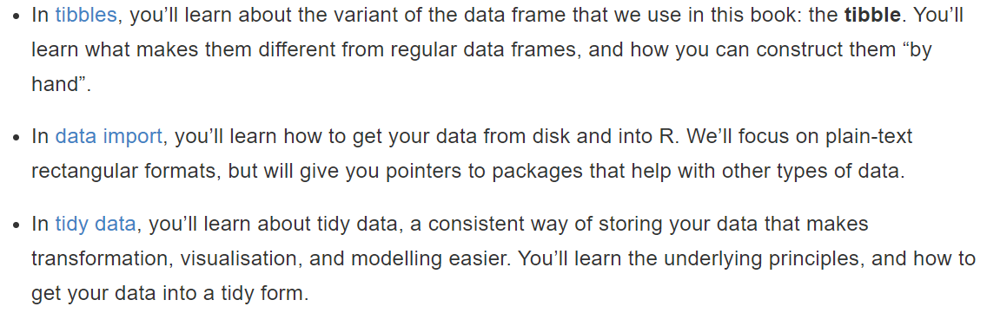 • In tibbles, you’ll learn about the variant of the data frame that we use in this book: the tibble. You’ll
learn what makes them different from regular data frames, and how you can construct them “by
hand”.
• In data import, you’ll learn how to get your data from disk and into R. We’ll focus on plain-text
rectangular formats, but will give you pointers to packages that help with other types of data.
• In tidy data, you’ll learn about tidy data, a consistent way of storing your data that makes
transformation, visualisation, and modelling easier. You’ll learn the underlying principles, and how to
get your data into a tidy form.